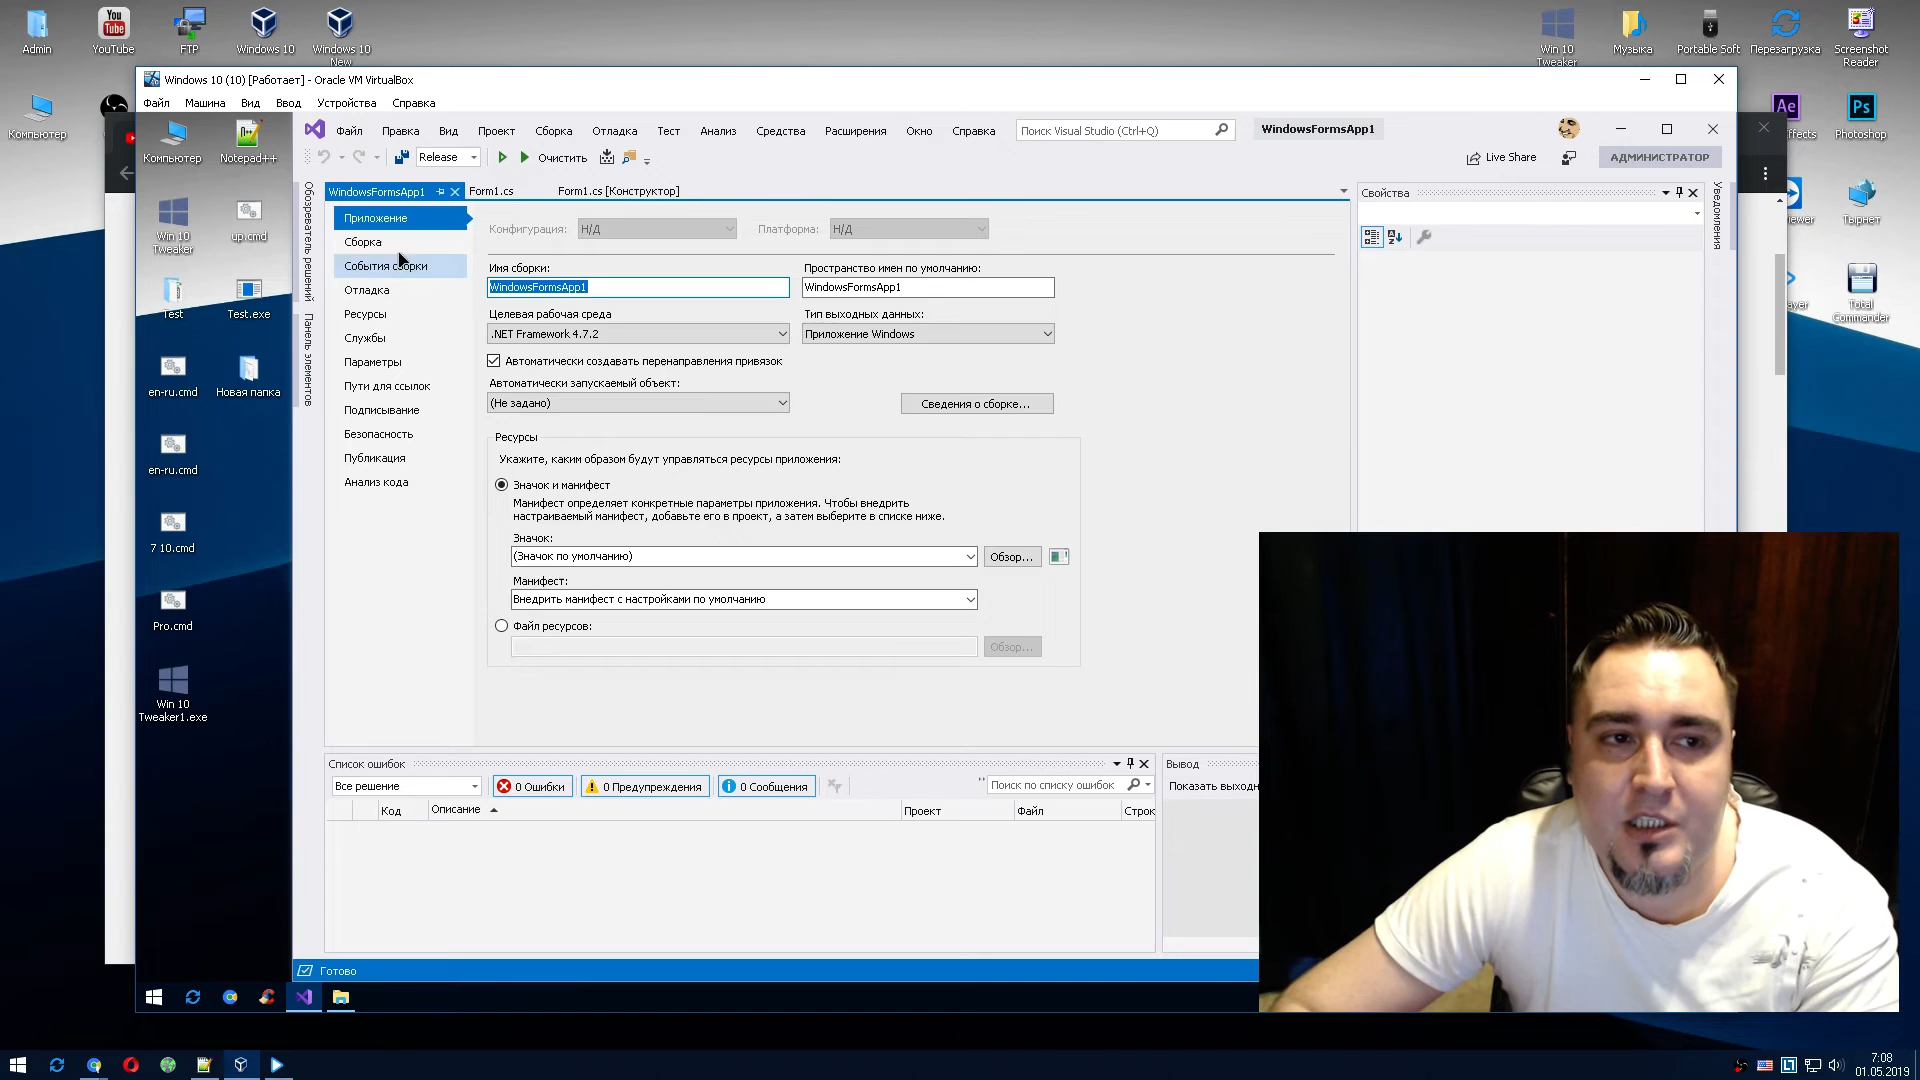 Admin
YouTube
FTP
Windows 10
Windows 10
New
Win 10
Tweaker
Музыка
Portable Soft
Перезагрузка
Screenshot
Reader
Компьютер
Photoshop
Тырнет
Total
Commander
Windows 10 (10) [Работает] - Oracle VM VirtualBox
Файл Машина Вид Ввод Устройства Справка
Компьютер
Notepad++
Win 10
Tweaker
up.cmd
Test
Test.exe
en-ru.cmd
Новая папка
en-ru.cmd
7 10.cmd
Pro.cmd
Win 10
Tweaker1.exe
Файл Правка Вид Проект Сборка Отладка Тест Анализ Средства Расширения Окно Справка
Поиск Visual Studio (Ctrl+Q)
WindowsFormsApp1
Release
Очистить
Live Share
АДМИНИСТРАТОР
Обозреватель решений
Панель элементов
WindowsFormsApp1
Form1.cs
Form1.cs [Конструктор]
Приложение
Сборка
События сборки
Отладка
Ресурсы
Службы
Параметры
Пути для ссылок
Подписывание
Безопасность
Публикация
Анализ кода
Конфигурация: Н/Д
Платформа: Н/Д
Имя сборки:
WindowsFormsApp1
Пространство имен по умолчанию:
WindowsFormsApp1
Целевая рабочая среда
.NET Framework 4.7.2
Тип выходных данных:
Приложение Windows
Автоматически создавать перенаправления привязок
Автоматически запускаемый объект:
(Не задано)
Сведения о сборке...
Ресурсы
Укажите, каким образом будут управляться ресурсы приложения:
Значок и манифест
Манифест определяет конкретные параметры приложения. Чтобы внедрить
настраиваемый манифест, добавьте его в проект, а затем выберите в списке ниже.
Значок:
(Значок по умолчанию)
Обзор...
Манифест:
Внедрить манифест с настройками по умолчанию
Файл ресурсов:
Обзор...
Свойства
Уведомления
Список ошибок
Все решение
0 Ошибки
0 Предупреждения
0 Сообщения
Поиск по списку ошибок
Код
Описание
Проект
Файл
Строк
Вывод
Показать выходн
Готово
7:08
01.05.2019